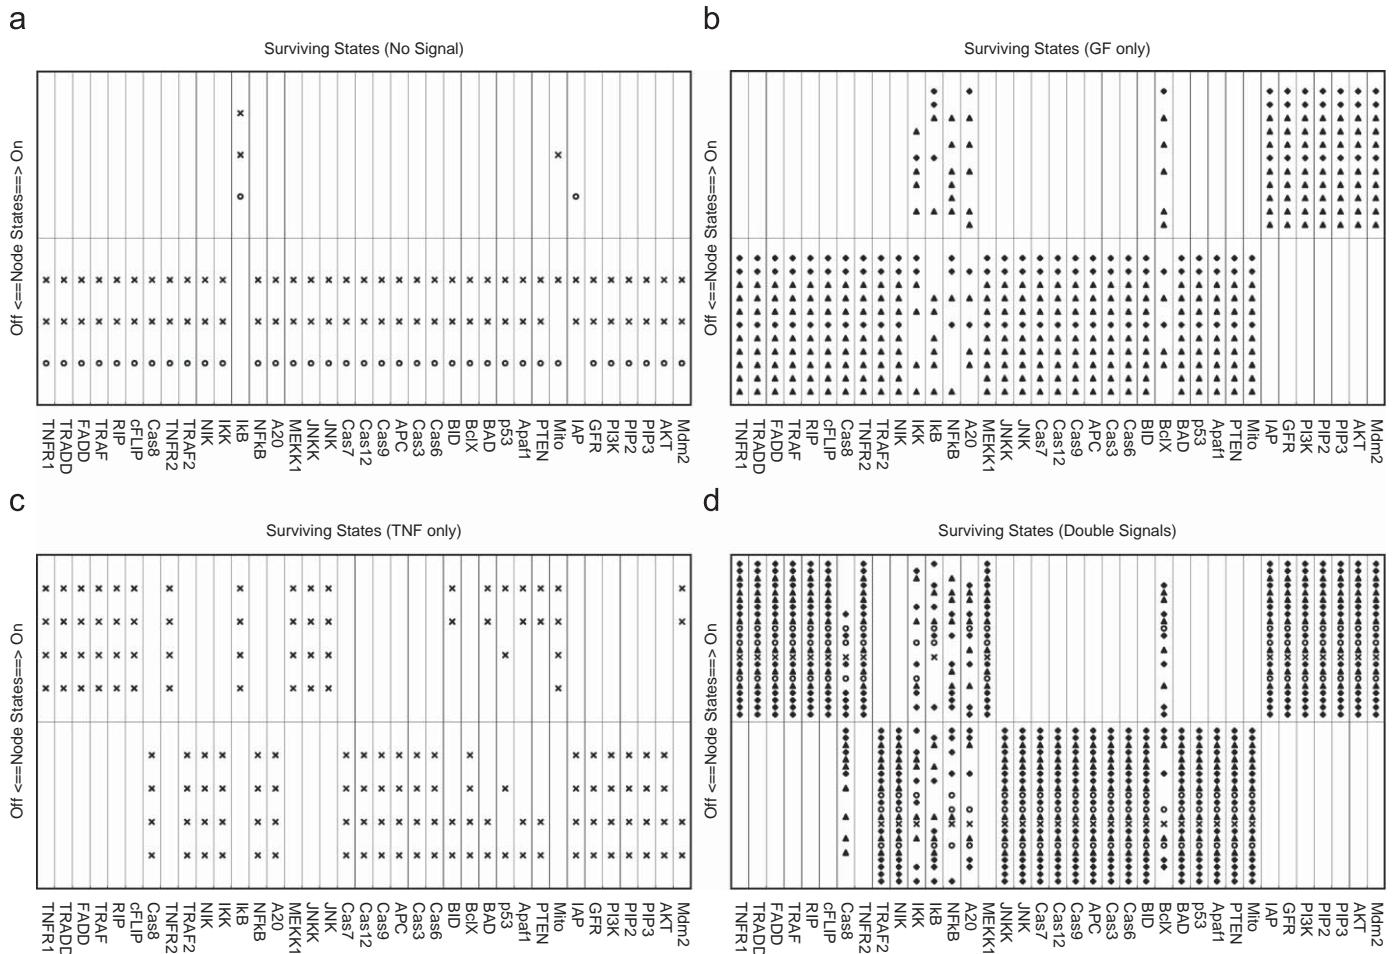 a
Surviving States (No Signal)
Off <==Node States==> On
TNFR1 TRADD FADD TRAF RIP cFLIP Cas8 TNFR2 TRAF2 NIK IKK IkB NFkB A20 MEKK1 JNKK JNK Cas7 Cas12 Cas9 APC Cas3 Cas6 BID BclX BAD p53 Apaf1 PTEN Mito IAP GFR PI3K PIP2 PIP3 AKT Mdm2
b
Surviving States (GF only)
Off <==Node States==> On
TNFR1 TRADD FADD TRAF RIP cFLIP Cas8 TNFR2 TRAF2 NIK IKK IkB NFkB A20 MEKK1 JNKK JNK Cas7 Cas12 Cas9 APC Cas3 Cas6 BID BclX BAD p53 Apaf1 PTEN Mito IAP GFR PI3K PIP2 PIP3 AKT Mdm2
c
Surviving States (TNF only)
Off <==Node States==> On
TNFR1 TRADD FADD TRAF RIP cFLIP Cas8 TNFR2 TRAF2 NIK IKK IkB NFkB A20 MEKK1 JNKK JNK Cas7 Cas12 Cas9 APC Cas3 Cas6 BID BclX BAD p53 Apaf1 PTEN Mito IAP GFR PI3K PIP2 PIP3 AKT Mdm2
d
Surviving States (Double Signals)
Off <==Node States==> On
TNFR1 TRADD FADD TRAF RIP cFLIP Cas8 TNFR2 TRAF2 NIK IKK IkB NFkB A20 MEKK1 JNKK JNK Cas7 Cas12 Cas9 APC Cas3 Cas6 BID BclX BAD p53 Apaf1 PTEN Mito IAP GFR PI3K PIP2 PIP3 AKT Mdm2